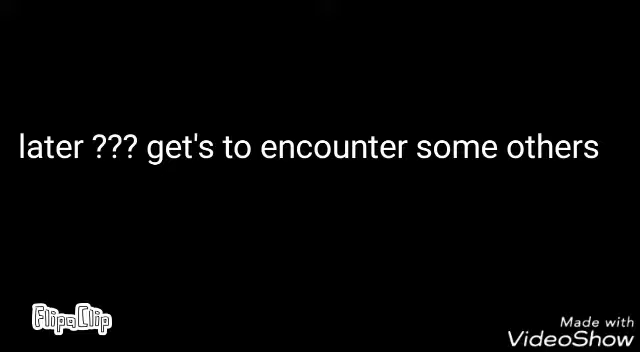 later ??? get's to encounter some others
FlipaClip
Made with
VideoShow